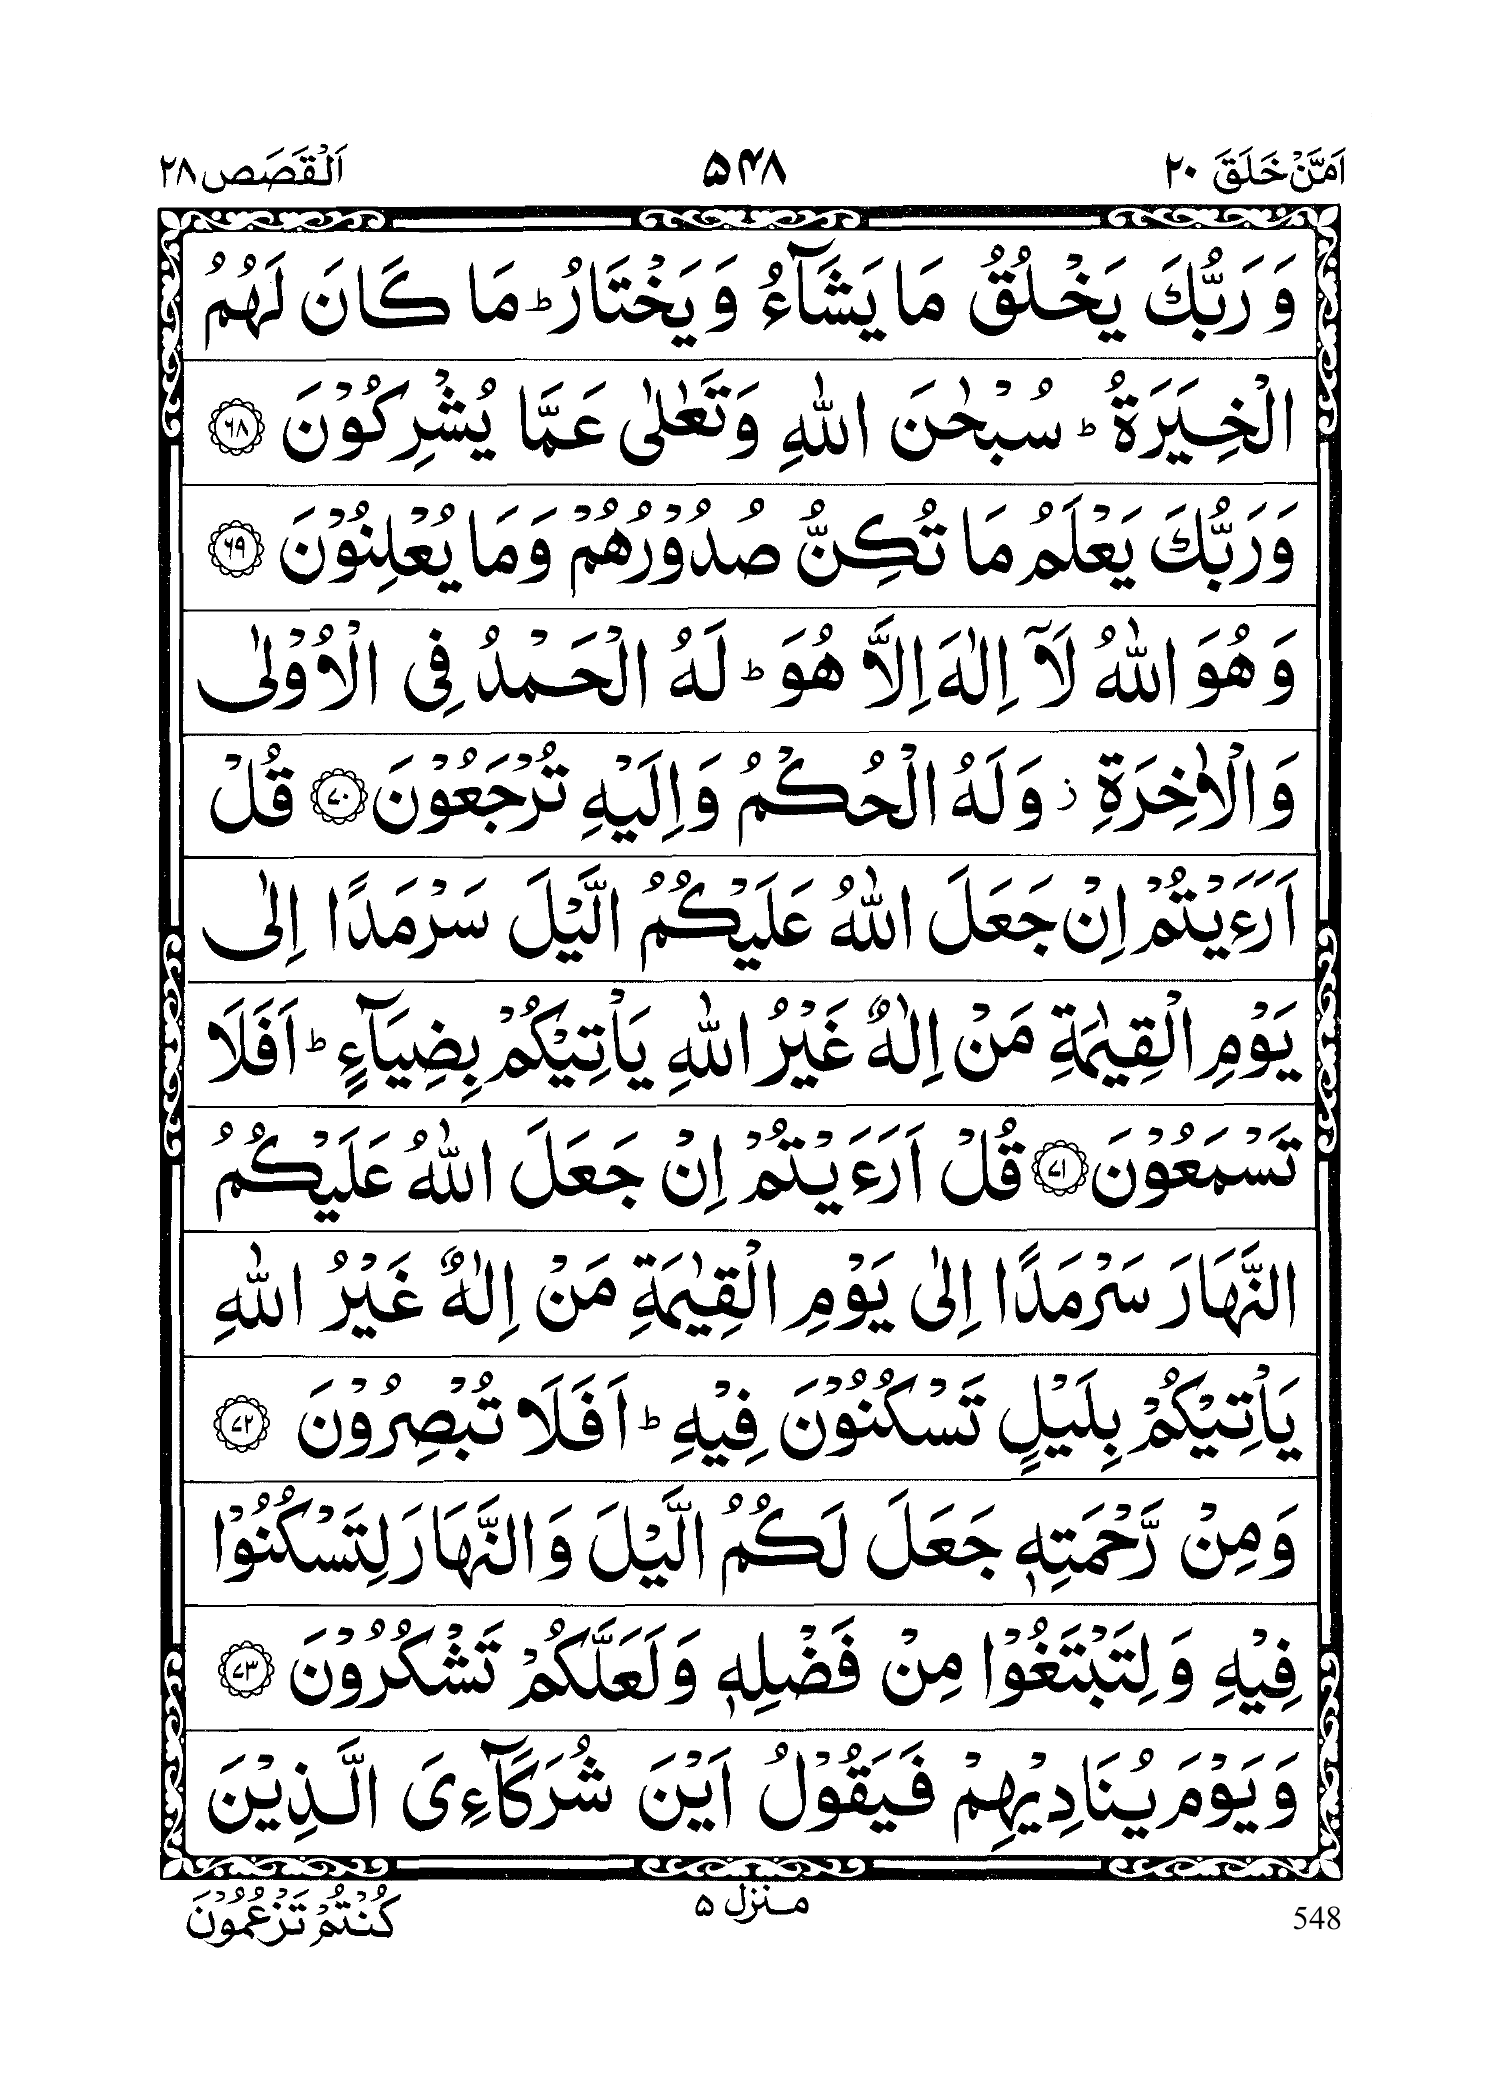 اَمَّنْ خَلَقَ ۲۰ ۵۴۸ اَلْقَصَص ۲۸
وَ رَبُّكَ يَخْلُقُ مَا يَشَآءُ وَ يَخْتَارُ ؕ مَا كَانَ لَهُمُ
الْخِيَرَةُ ؕ سُبْحٰنَ اللّٰهِ وَتَعٰلٰى عَمَّا يُشْرِكُوْنَ ﴿۶۸﴾
وَرَبُّكَ يَعْلَمُ مَا تُكِنُّ صُدُوْرُهُمْ وَمَا يُعْلِنُوْنَ ﴿۶۹﴾
وَ هُوَ اللّٰهُ لَآ اِلٰهَ اِلَّا هُوَ ؕ لَهُ الْحَمْدُ فِى الْاُوْلٰى
وَ الْاٰخِرَةِ ز وَلَهُ الْحُكْمُ وَ اِلَيْهِ تُرْجَعُوْنَ ﴿۷۰﴾ قُلْ
اَرَءَيْتُمْ اِنْ جَعَلَ اللّٰهُ عَلَيْكُمُ الَّيْلَ سَرْمَدًا اِلٰى
يَوْمِ الْقِيٰمَةِ مَنْ اِلٰهٌ غَيْرُ اللّٰهِ يَاْتِيْكُمْ بِضِيَآءٍ ؕ اَفَلَا
تَسْمَعُوْنَ ﴿۷۱﴾ قُلْ اَرَءَيْتُمْ اِنْ جَعَلَ اللّٰهُ عَلَيْكُمُ
النَّهَارَ سَرْمَدًا اِلٰى يَوْمِ الْقِيٰمَةِ مَنْ اِلٰهٌ غَيْرُ اللّٰهِ
يَاْتِيْكُمْ بِلَيْلٍ تَسْكُنُوْنَ فِيْهِ ؕ اَفَلَا تُبْصِرُوْنَ ﴿۷۲﴾
وَمِنْ رَّحْمَتِهٖ جَعَلَ لَكُمُ الَّيْلَ وَ النَّهَارَ لِتَسْكُنُوْا
فِيْهِ وَ لِتَبْتَغُوْا مِنْ فَضْلِهٖ وَ لَعَلَّكُمْ تَشْكُرُوْنَ ﴿۷۳﴾
وَ يَوْمَ يُنَادِيْهِمْ فَيَقُوْلُ اَيْنَ شُرَكَآءِىَ الَّذِيْنَ
548 منزل ۵ كُنْتُمْ تَزْعُمُوْنَ